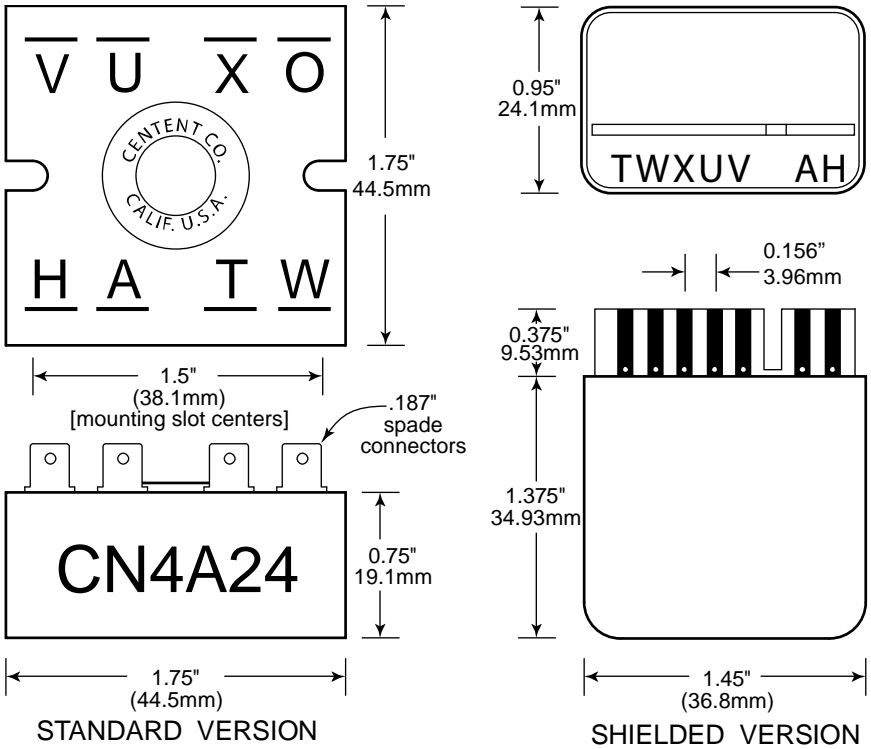 V U X O
CENTENT CO.
CALIF. U.S.A.
H A T W
1.75"
44.5mm
1.5"
(38.1mm)
[mounting slot centers]
.187"
spade
connectors
CN4A24
0.75"
19.1mm
1.75"
(44.5mm)
STANDARD VERSION
0.95"
24.1mm
TWXUV AH
0.156”
3.96mm
0.375"
9.53mm
1.375"
34.93mm
1.45"
(36.8mm)
SHIELDED VERSION